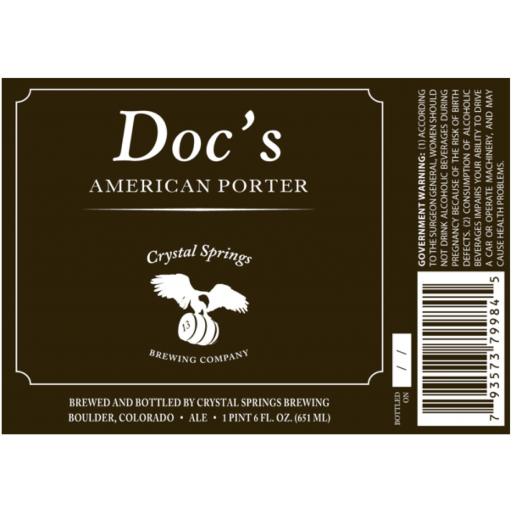 Doc's
AMERICAN PORTER
Crystal Springs
13
BREWING COMPANY
BREWED AND BOTTLED BY CRYSTAL SPRINGS BREWING
BOULDER, COLORADO • ALE • 1 PINT 6 FL. OZ. (651 ML)
GOVERNMENT WARNING: (1) ACCORDING
TO THE SURGEON GENERAL, WOMEN SHOULD
NOT DRINK ALCOHOLIC BEVERAGES DURING
PREGNANCY BECAUSE OF THE RISK OF BIRTH
DEFECTS. (2) CONSUMPTION OF ALCOHOLIC
BEVERAGES IMPAIRS YOUR ABILITY TO DRIVE
A CAR OR OPERATE MACHINERY, AND MAY
CAUSE HEALTH PROBLEMS.
BOTTLED
ON
/ /
7 93573 79984 5